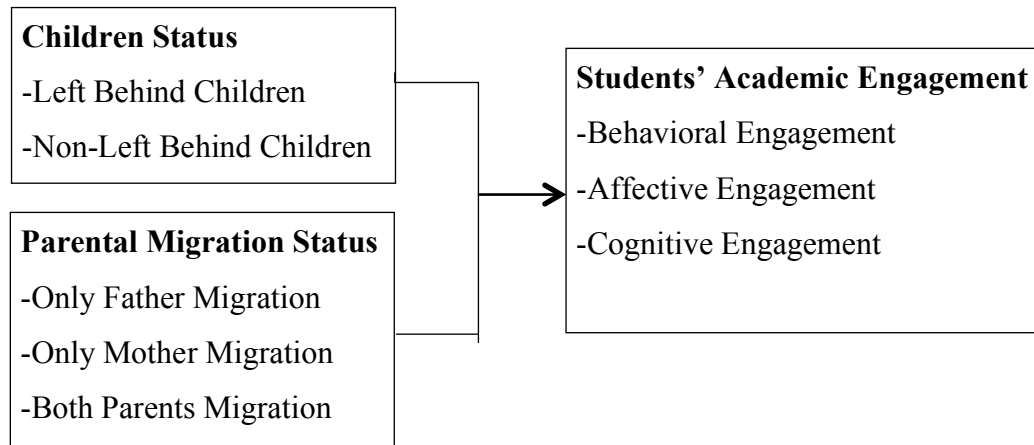 Children Status
-Left Behind Children
-Non-Left Behind Children
Parental Migration Status
-Only Father Migration
-Only Mother Migration
-Both Parents Migration
Students’ Academic Engagement
-Behavioral Engagement
-Affective Engagement
-Cognitive Engagement